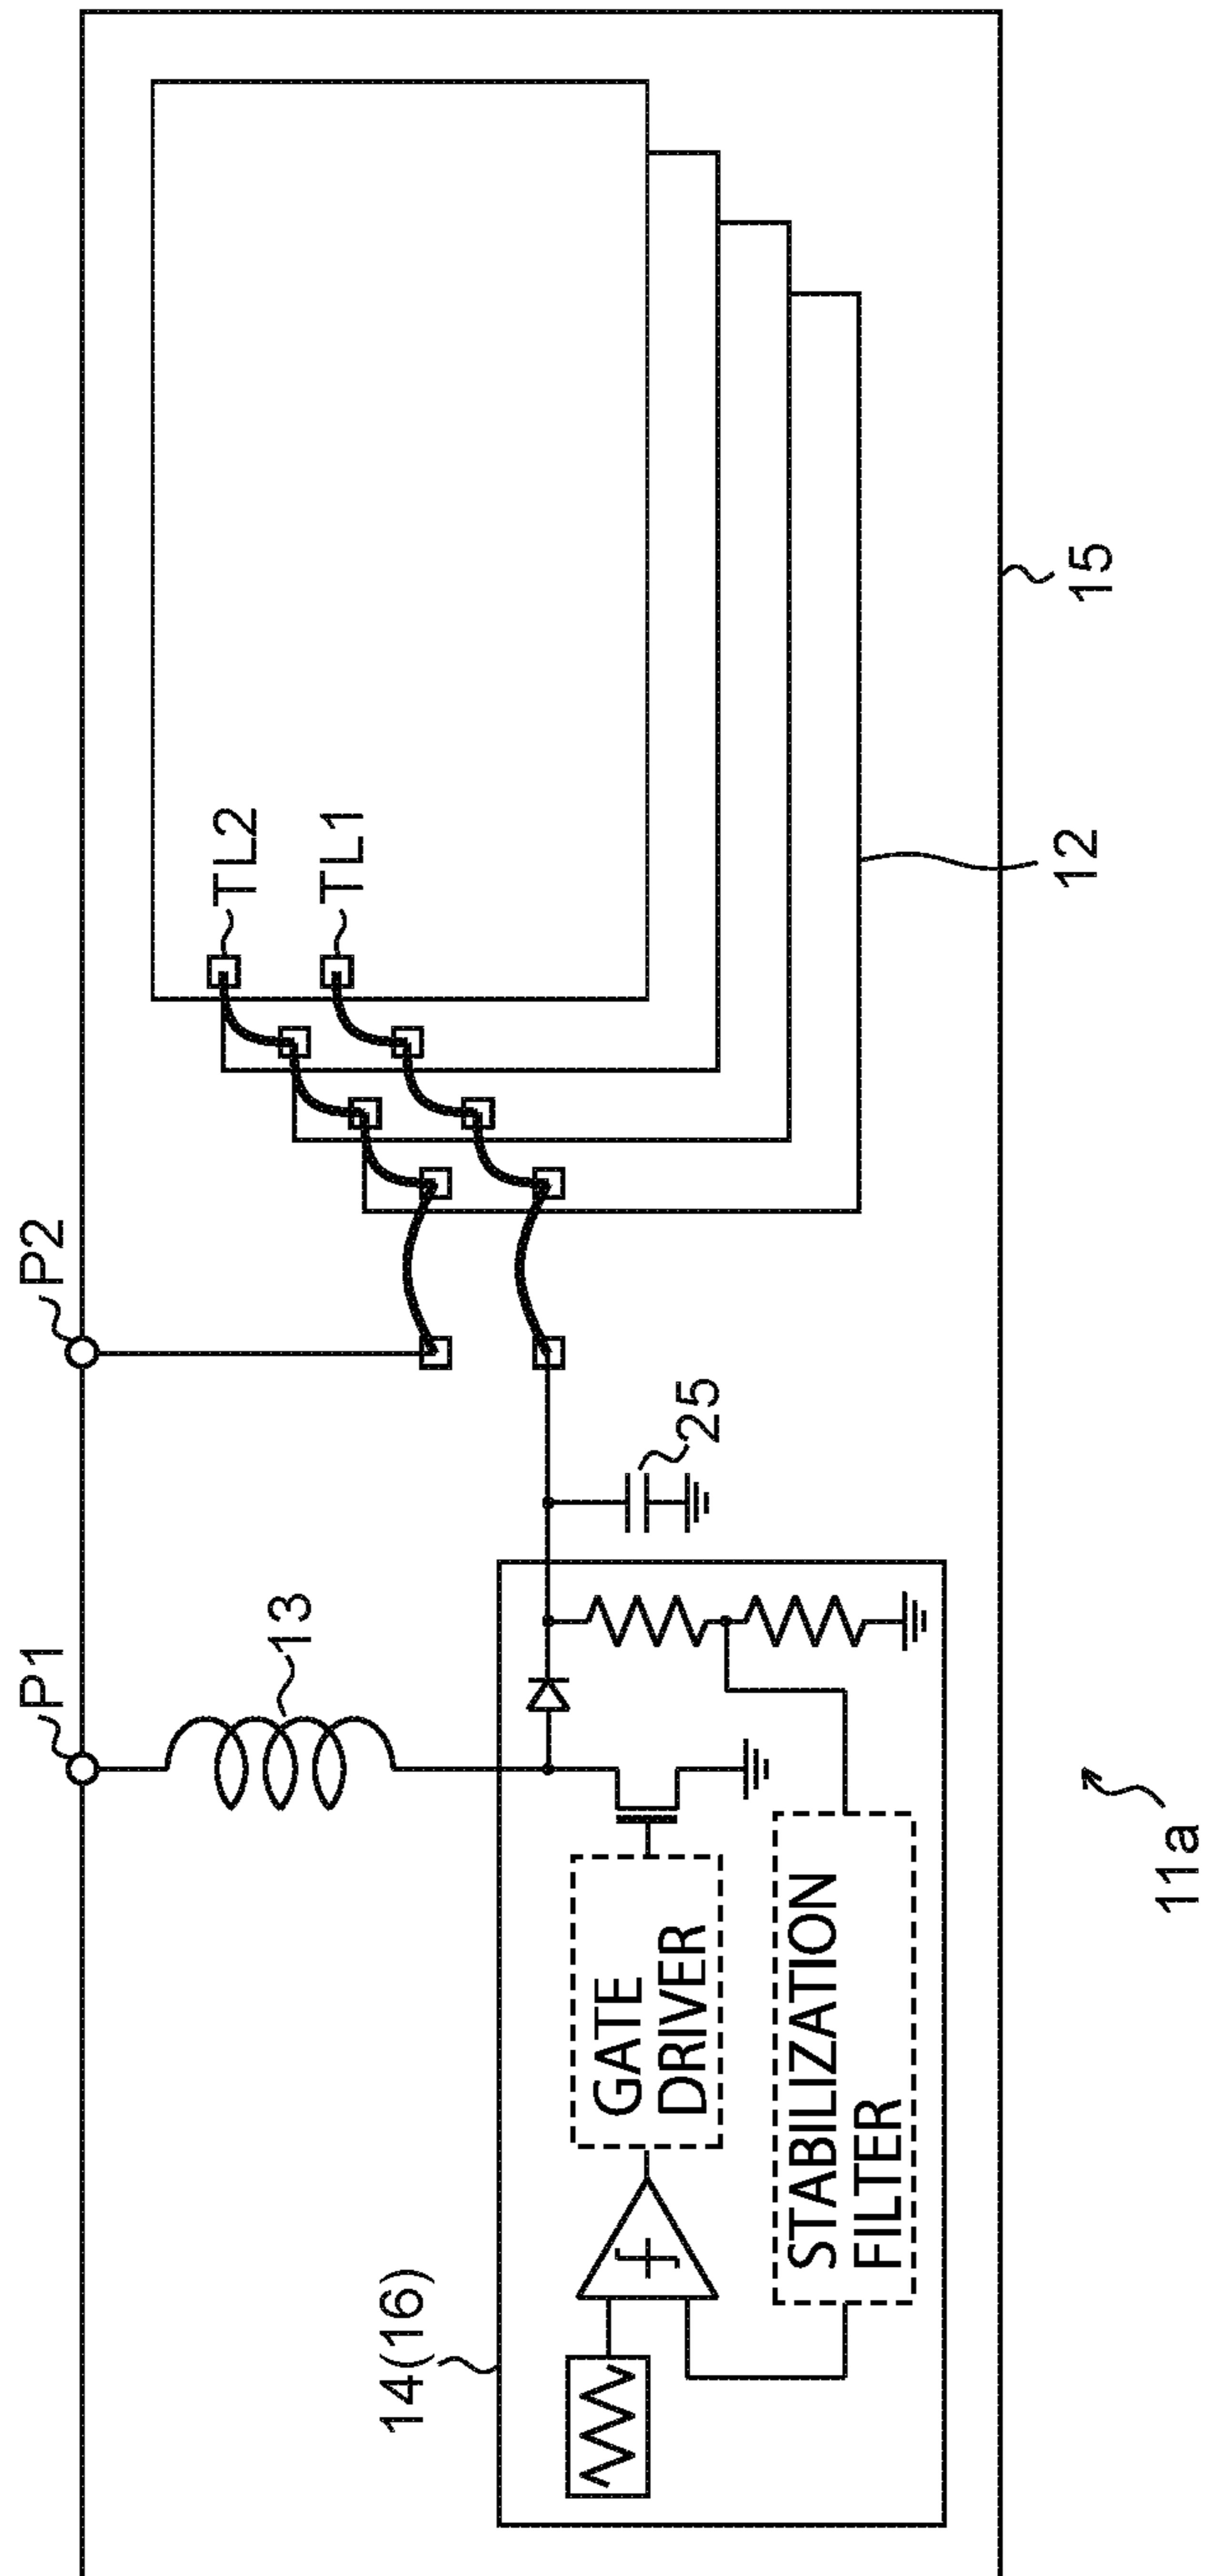 P1
P2
13
25
TL2
TL1
14(16)
GATE
DRIVER
STABILIZATION
FILTER
12
15
11a